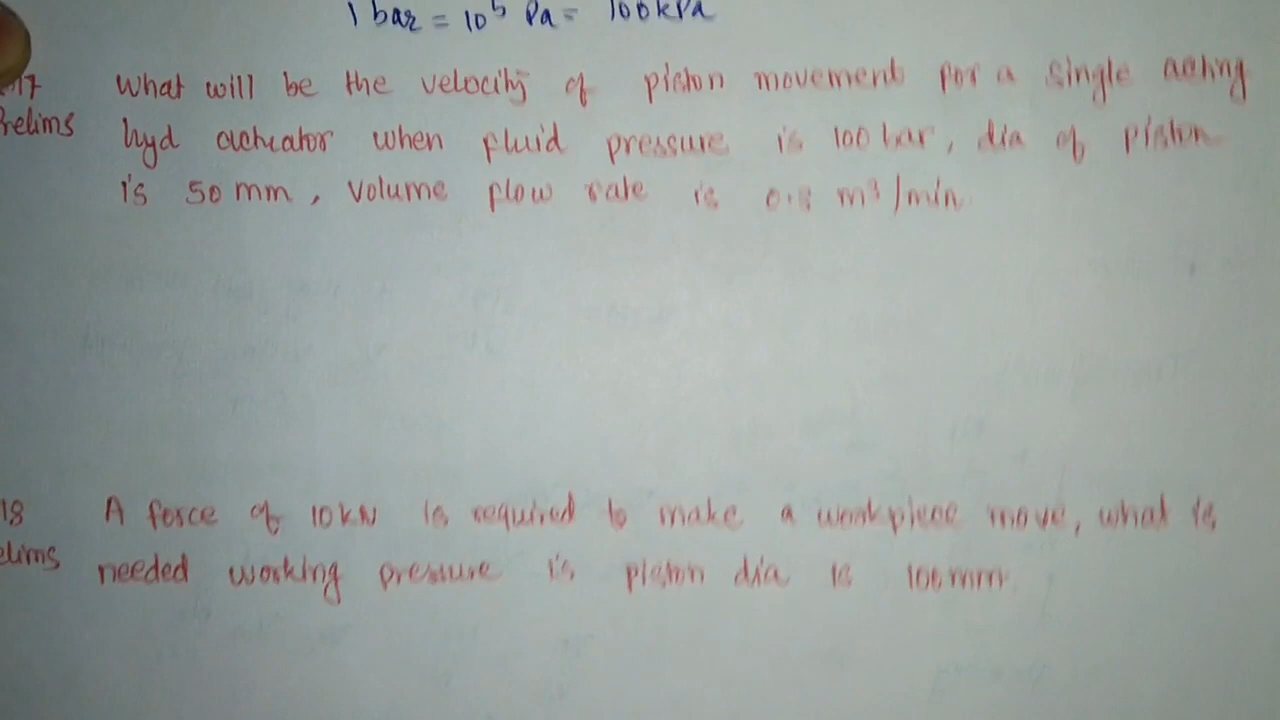 1 bar = 10⁵ Pa = 100kPa
17 What will be the velocity of piston movement for a single acting
Prelims hyd actuator when fluid pressure is 100 bar, dia of piston
is 50 mm, volume flow rate is m³/min
18 A force of 10 kN is required to make a workpiece move, what is
elims needed working pressure is piston dia is 100mm